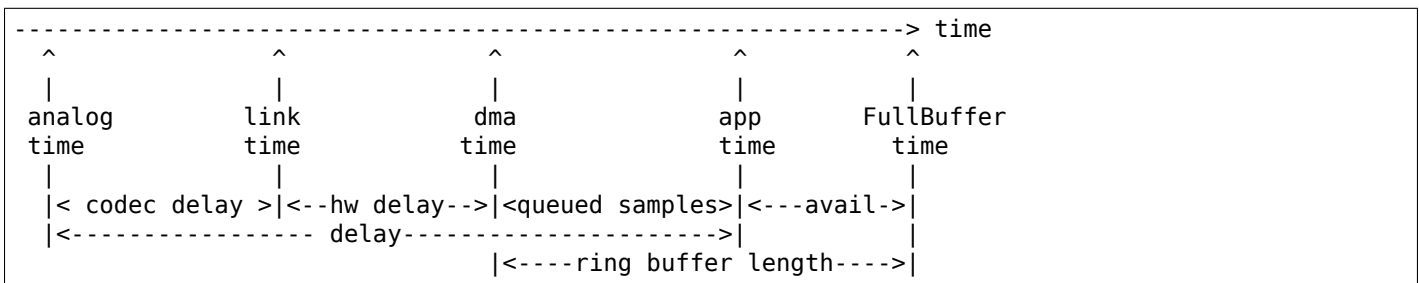 --------------------------------------------------------------> time
  ^               ^              ^                ^           ^
  |               |              |                |           |
 analog         link            dma              app      FullBuffer
 time           time           time              time        time
  |               |              |                |           |
  |< codec delay >|<--hw delay-->|<queued samples>|<---avail->|
  |<----------------- delay---------------------->|           |
                                 |<----ring buffer length---->|